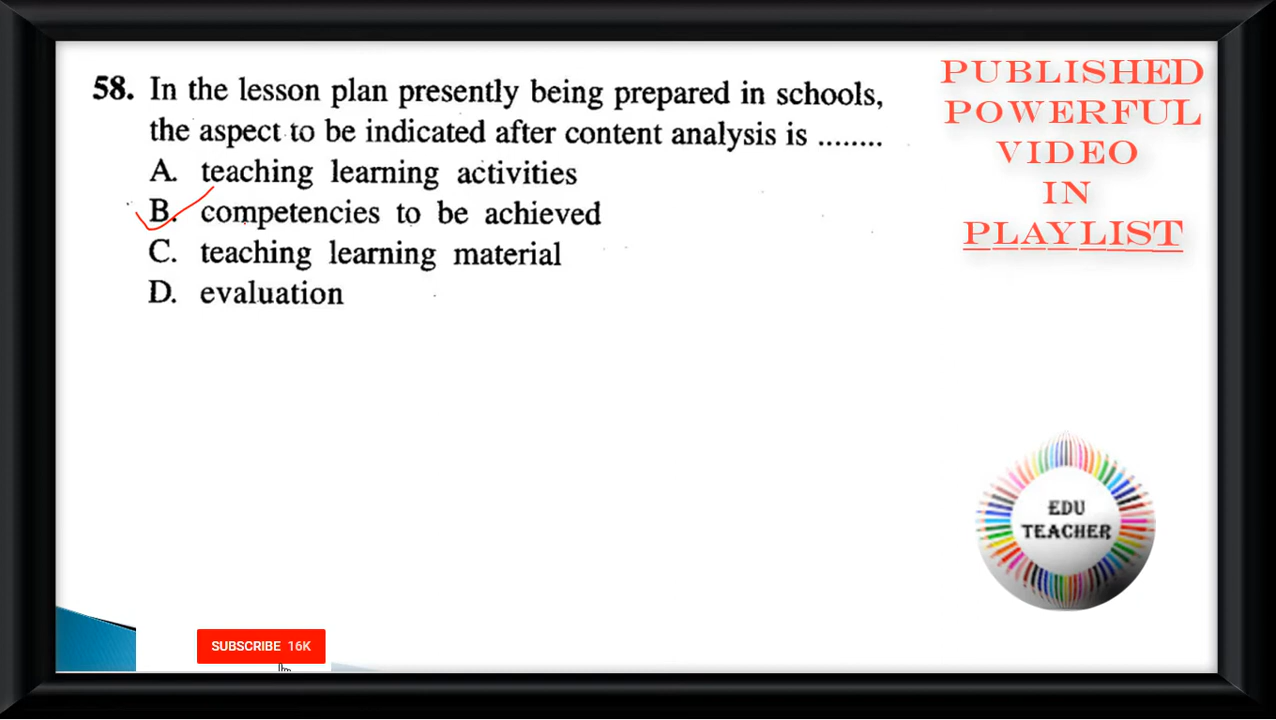 58. In the lesson plan presently being prepared in schools,
the aspect to be indicated after content analysis is ........
A. teaching learning activities
B. competencies to be achieved
C. teaching learning material
D. evaluation
PUBLISHED
POWERFUL
VIDEO
IN
PLAYLIST
EDU
TEACHER
SUBSCRIBE 16K